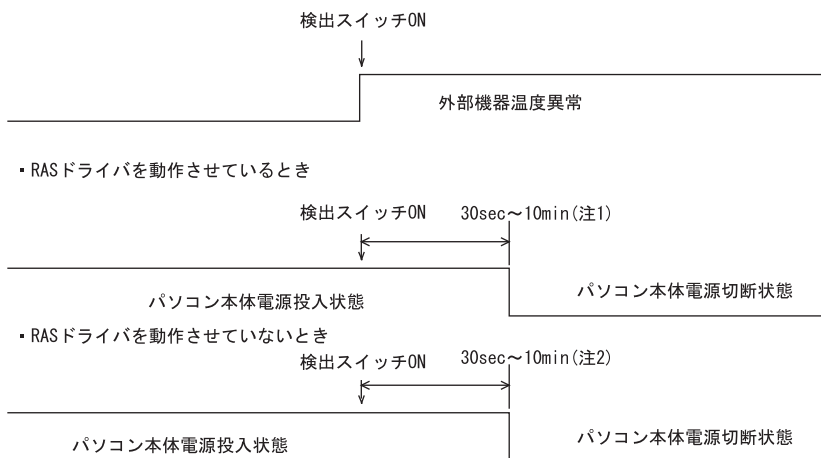 検出スイッチON
外部機器温度異常
▪RASドライバを動作させているとき
検出スイッチON 30sec～10min(注1)
パソコン本体電源投入状態 パソコン本体電源切断状態
▪RASドライバを動作させていないとき
検出スイッチON 30sec～10min(注2)
パソコン本体電源投入状態 パソコン本体電源切断状態